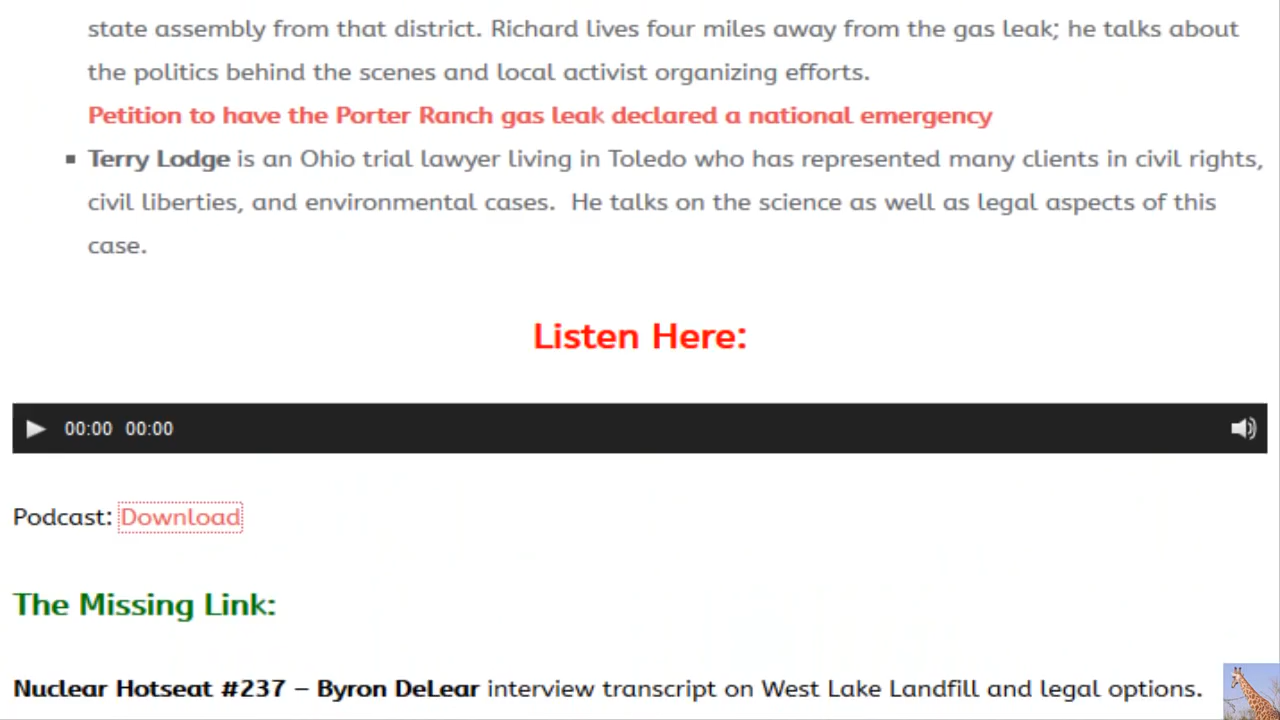 state assembly from that district. Richard lives four miles away from the gas leak; he talks about
the politics behind the scenes and local activist organizing efforts.
Petition to have the Porter Ranch gas leak declared a national emergency
Terry Lodge is an Ohio trial lawyer living in Toledo who has represented many clients in civil rights,
civil liberties, and environmental cases.  He talks on the science as well as legal aspects of this
case.
Listen Here:
00:00 00:00
Podcast: Download
The Missing Link:
Nuclear Hotseat #237 – Byron DeLear interview transcript on West Lake Landfill and legal options.